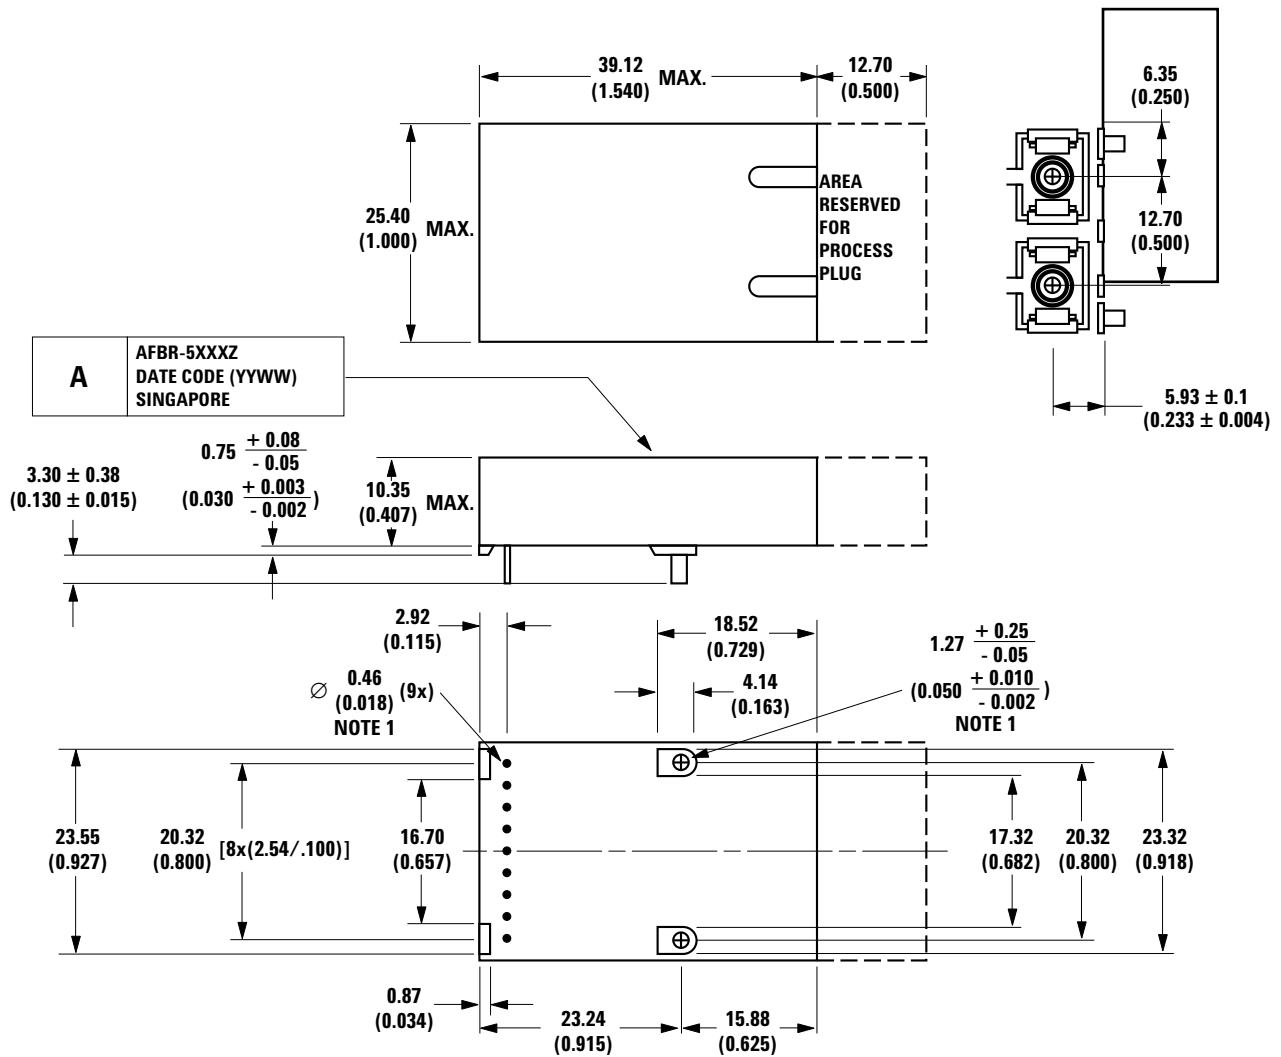 39.12
(1.540) MAX.
12.70
(0.500)
6.35
(0.250)
25.40
(1.000) MAX.
AREA
RESERVED
FOR
PROCESS
PLUG
12.70
(0.500)
A
AFBR-5XXXZ
DATE CODE (YYWW)
SINGAPORE
5.93 ± 0.1
(0.233 ± 0.004)
3.30 ± 0.38
(0.130 ± 0.015)
0.75 + 0.08
- 0.05
(0.030 + 0.003
- 0.002 )
10.35
(0.407) MAX.
2.92
(0.115)
18.52
(0.729)
1.27 + 0.25
- 0.05
(0.050 + 0.010
- 0.002 )
NOTE 1
∅ 0.46
(0.018) (9x)
NOTE 1
4.14
(0.163)
23.55
(0.927)
20.32
(0.800) [8x(2.54/.100)]
16.70
(0.657)
17.32
(0.682)
20.32
(0.800)
23.32
(0.918)
0.87
(0.034)
23.24
(0.915)
15.88
(0.625)